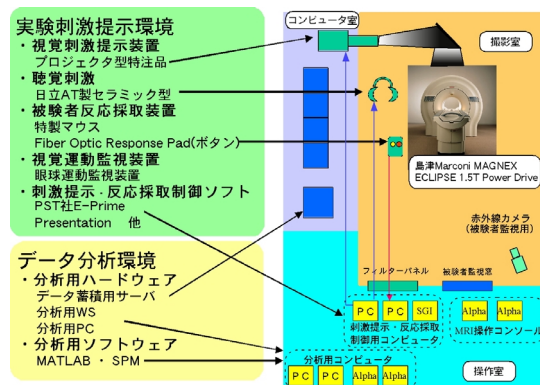 実験刺激提示環境
・視覚刺激提示装置
プロジェクタ型特注品
・聴覚刺激
日立AT製セラミック型
・被験者反応採取装置
特製マウス
Fiber Optic Response Pad(ボタン)
・視覚運動監視装置
眼球運動監視装置
・刺激提示・反応採取制御ソフト
PST社E-Prime
Presentation 他
データ分析環境
・分析用ハードウェア
データ蓄積用サーバ
分析用WS
分析用PC
・分析用ソフトウェア
MATLAB・SPM
コンピュータ室
撮影室
島津Marconi MAGNEX
ECLIPSE 1.5T Power Drive
赤外線カメラ
(被験者監視用)
フィルターパネル
被験者監視窓
PC
PC
SGI
刺激提示・反応採取
制御用コンピュータ
Alpha
Alpha
MRI操作コンソール
分析用コンピュータ
PC
PC
Alpha
Alpha
操作室